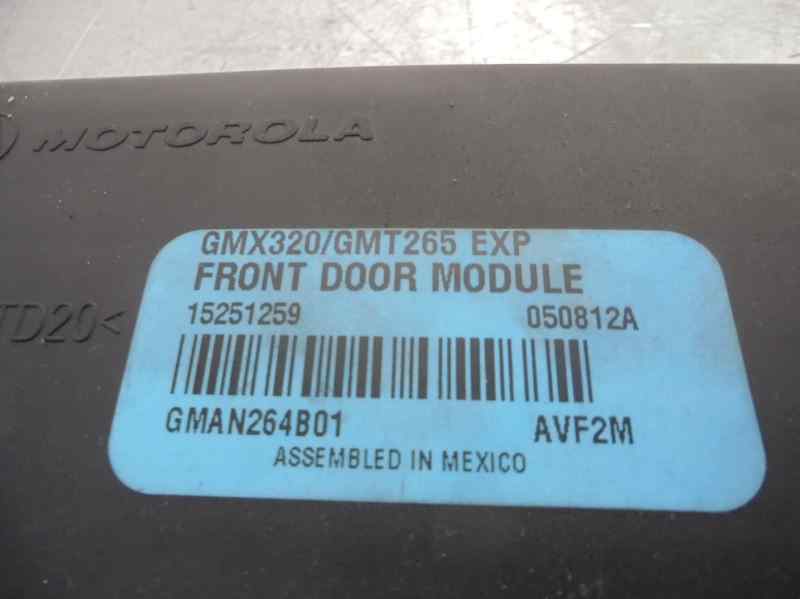 MOTOROLA
GMX320/GMT265 EXP
FRONT DOOR MODULE
15251259 050812A
TD20<
GMAN264B01 AVF2M
ASSEMBLED IN MEXICO